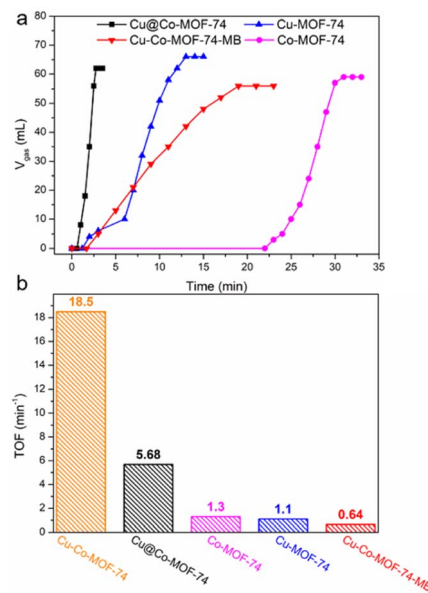 a
Cu@Co-MOF-74
Cu-MOF-74
Cu-Co-MOF-74-MB
Co-MOF-74
80
70
60
50
40
30
20
10
0
V gas (mL)
0 5 10 15 20 25 30 35
Time (min)
b
18.5
5.68
1.3
1.1
0.64
18
16
14
12
10
8
6
4
2
0
TOF (min⁻¹)
Cu-Co-MOF-74
Cu@Co-MOF-74
Co-MOF-74
Cu-MOF-74
Cu-Co-MOF-74-MB